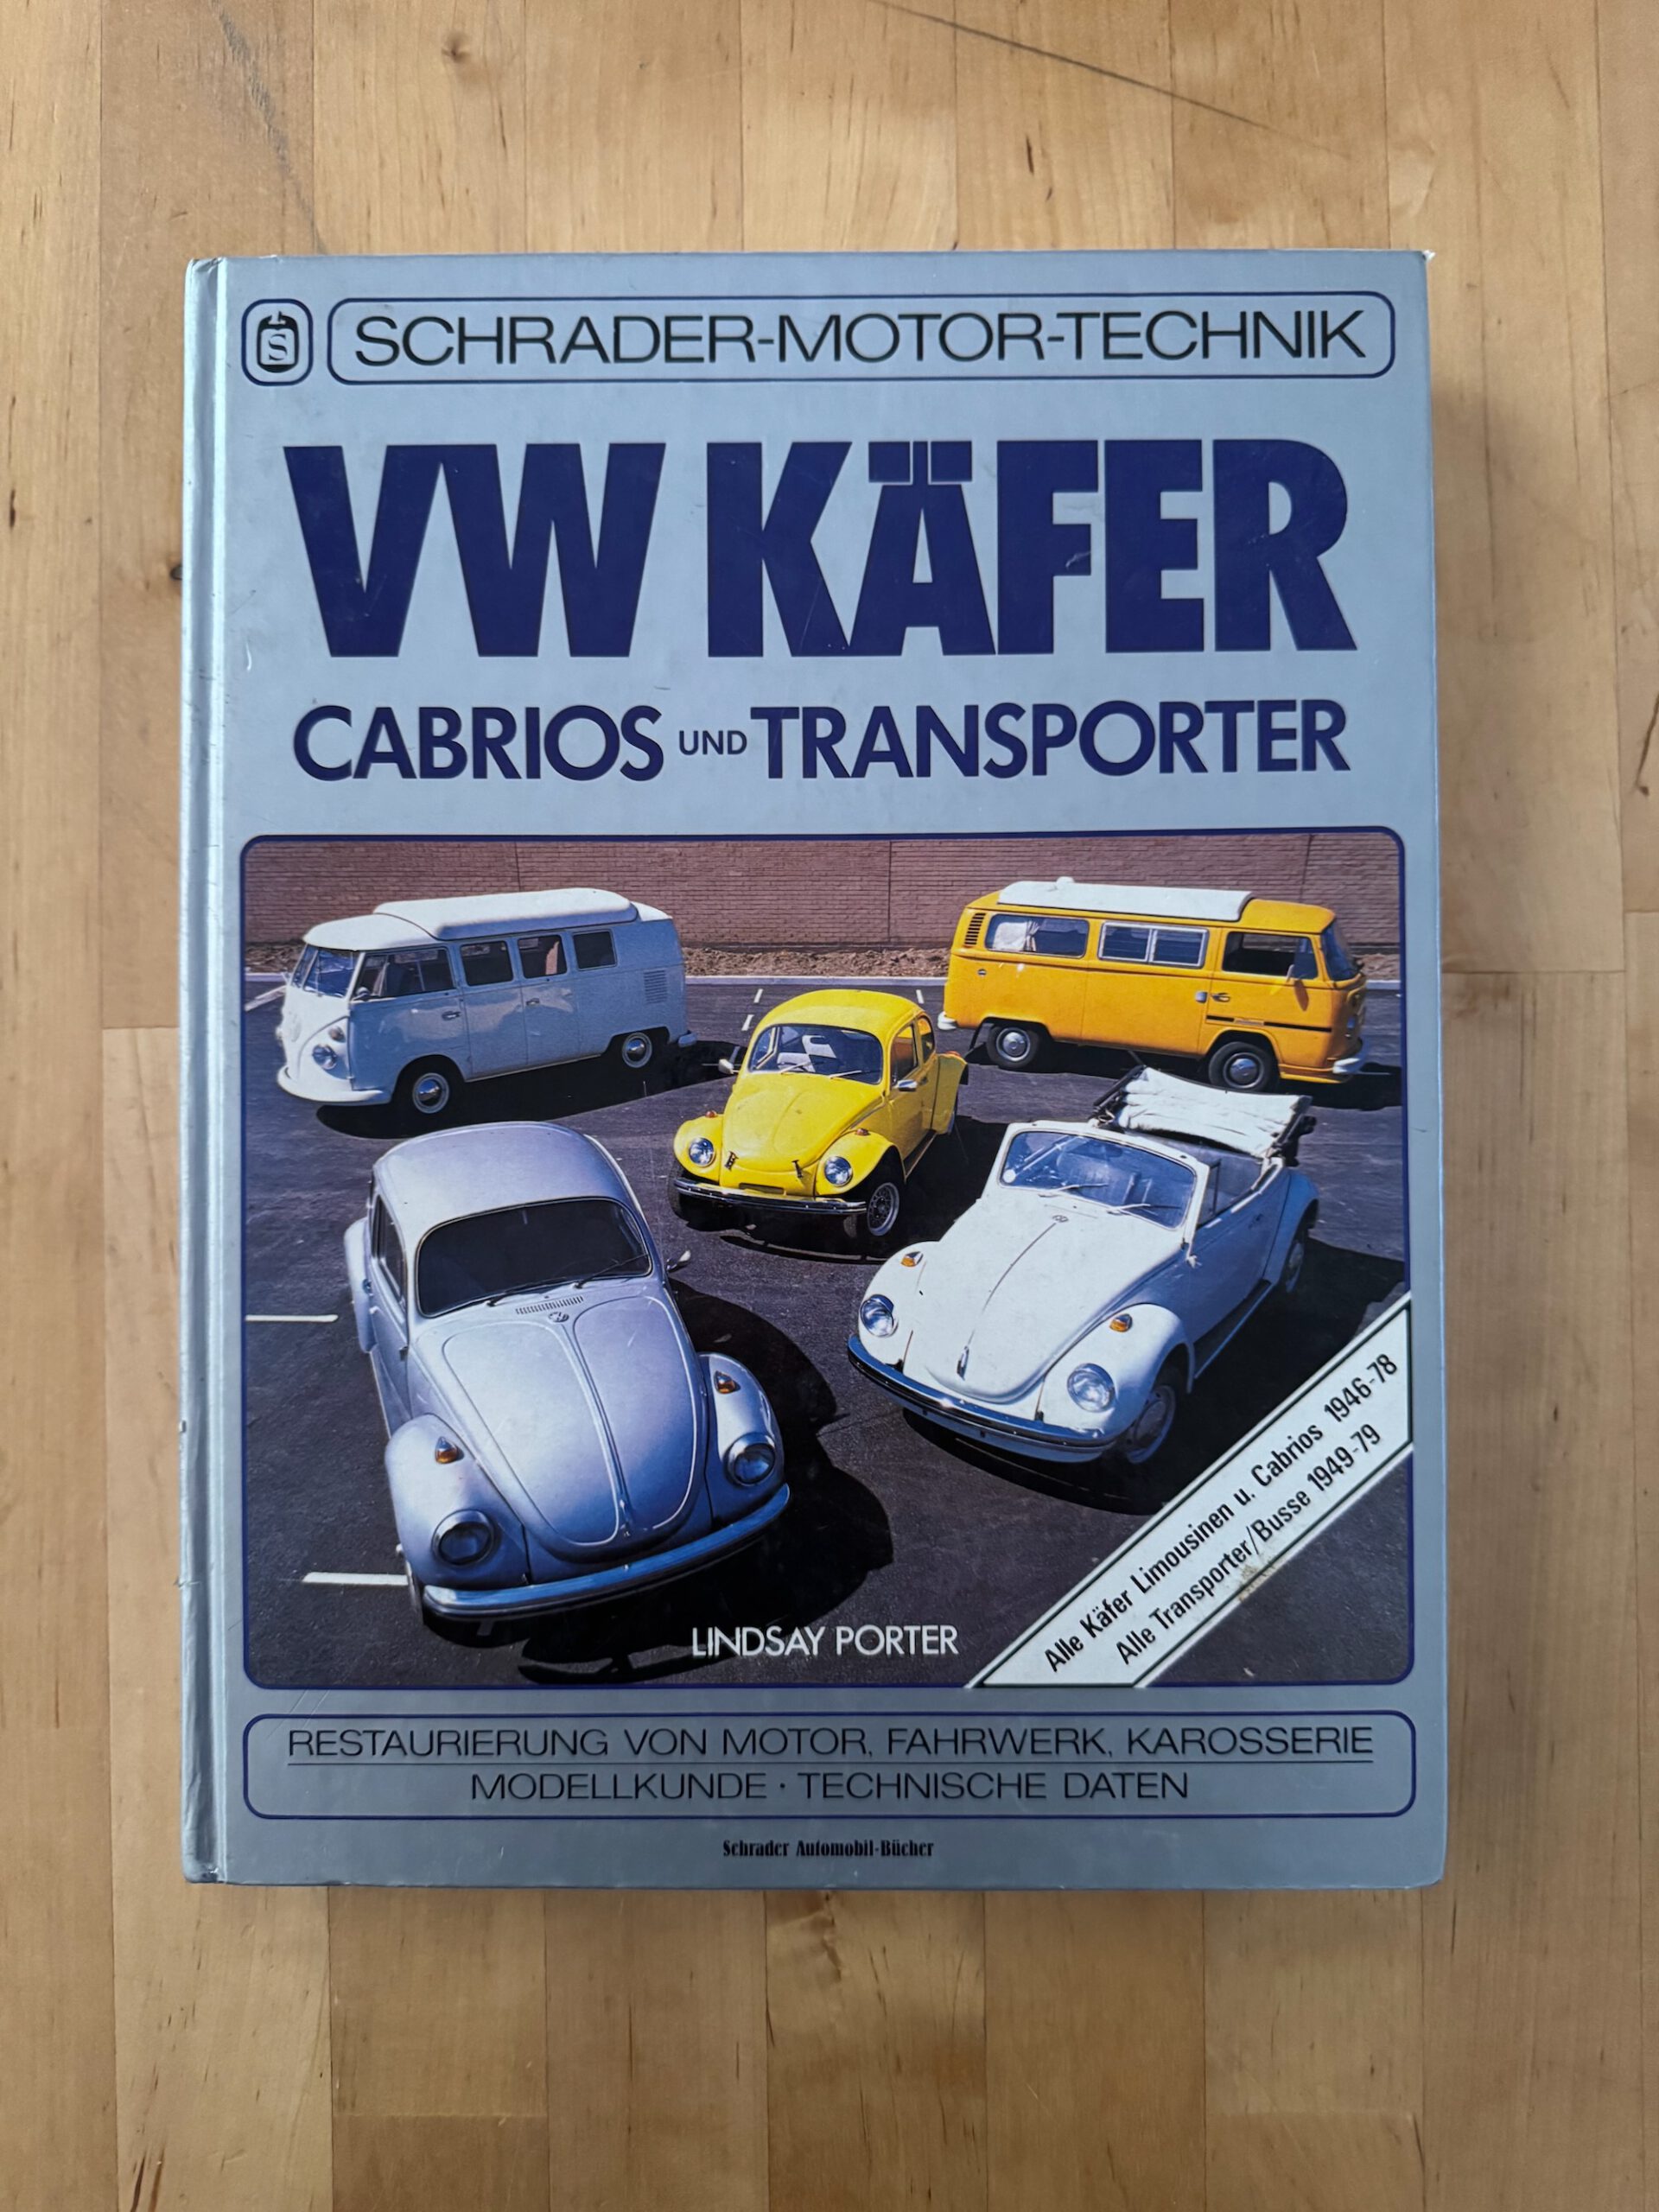 S
SCHRADER-MOTOR-TECHNIK
VW KÄFER
CABRIOS UND TRANSPORTER
Alle Käfer Limousinen u. Cabrios 1946-78
Alle Transporter/Busse 1949-79
LINDSAY PORTER
RESTAURIERUNG VON MOTOR, FAHRWERK, KAROSSERIE
MODELLKUNDE · TECHNISCHE DATEN
Schrader Automobil-Bücher